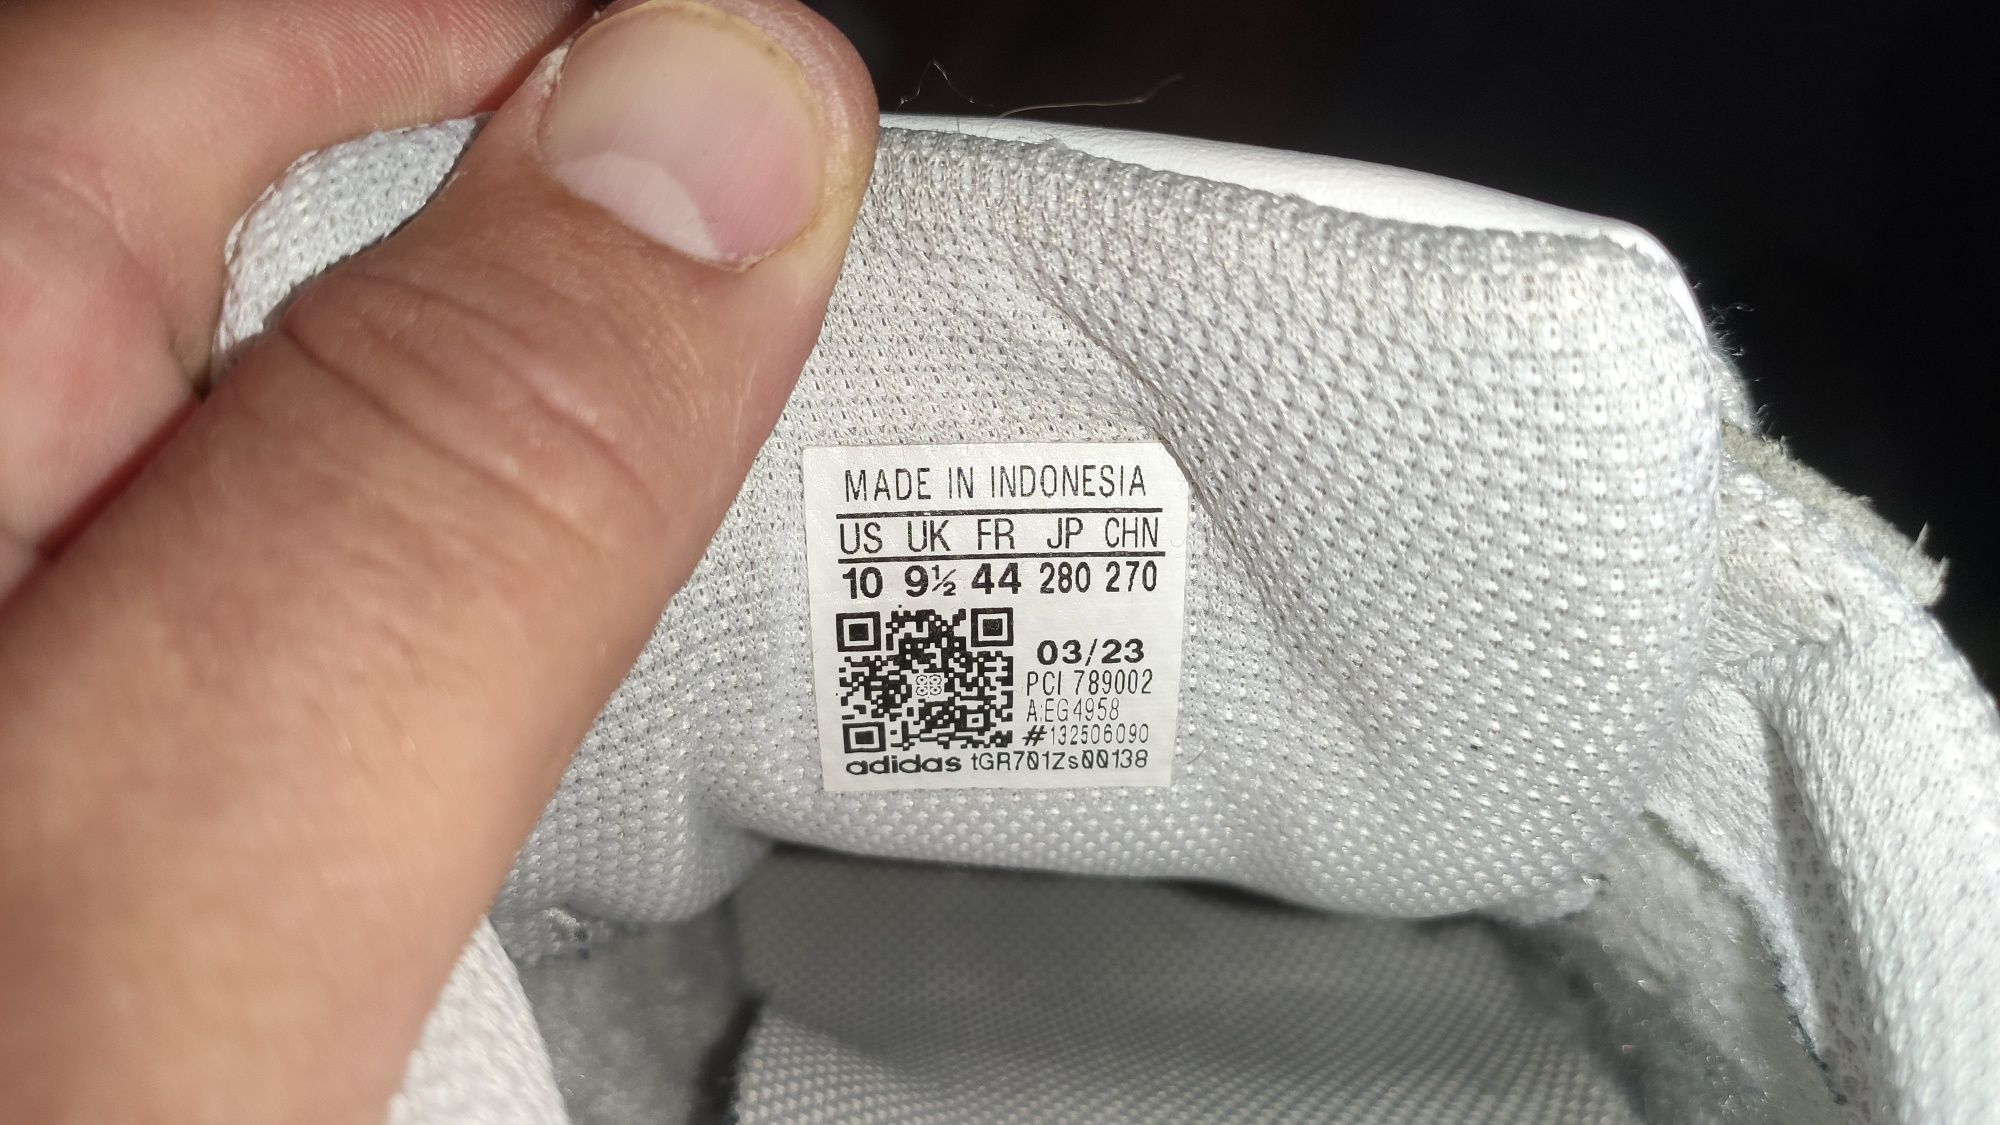 MADE IN INDONESIA
US UK FR JP CHN
10 9½ 44 280 270
03/23
PCI 789002
A:EG4958
#132506090
adidas tGR701Zs00138